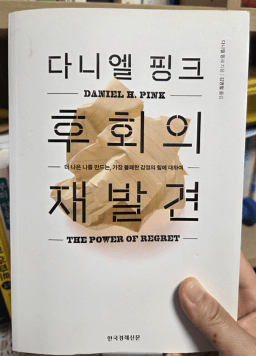 다니엘 핑크
DANIEL H. PINK
후회의
더 나은 나를 만드는, 가장 불쾌한 감정의 힘에 대하여
재발견
THE POWER OF REGRET
한국경제신문